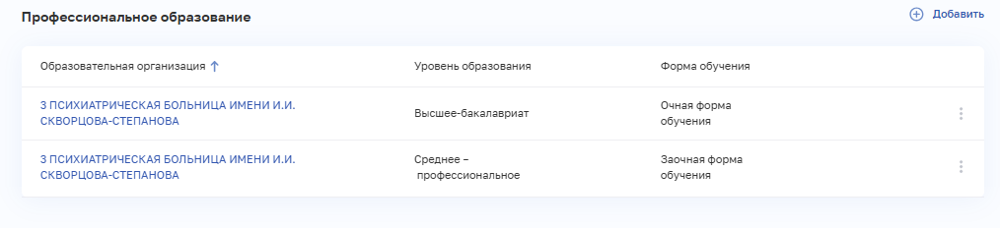 Профессиональное образование
Добавить
Образовательная организация Уровень образования Форма обучения
3 ПСИХИАТРИЧЕСКАЯ БОЛЬНИЦА ИМЕНИ И.И.
СКВОРЦОВА-СТЕПАНОВА
Высшее-бакалавриат
Очная форма
обучения
3 ПСИХИАТРИЧЕСКАЯ БОЛЬНИЦА ИМЕНИ И.И.
СКВОРЦОВА-СТЕПАНОВА
Среднее –
профессиональное
Заочная форма
обучения